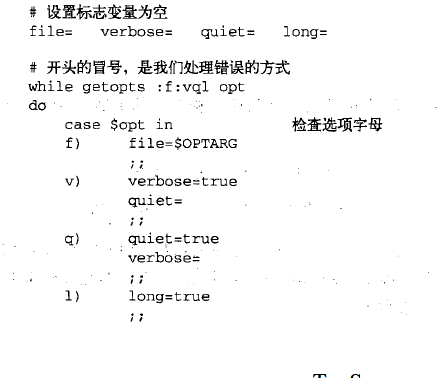 # 设置标志变量为空
file=   verbose=   quiet=   long=
# 开头的冒号，是我们处理错误的方式
while getopts :f:vql opt
do
    case $opt in             检查选项字母
    f)     file=$OPTARG
           ;;
    v)     verbose=true
           quiet=
           ;;
    q)     quiet=true
           verbose=
           ;;
    l)     long=true
           ;;